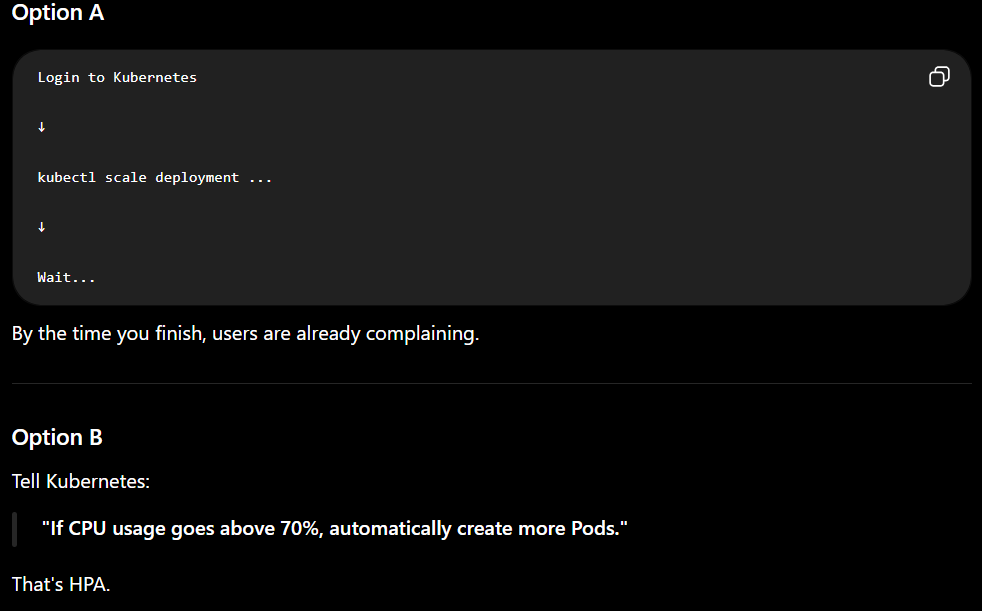 Option A
Login to Kubernetes
↓
kubectl scale deployment ...
↓
Wait...
By the time you finish, users are already complaining.
Option B
Tell Kubernetes:
"If CPU usage goes above 70%, automatically create more Pods."
That's HPA.